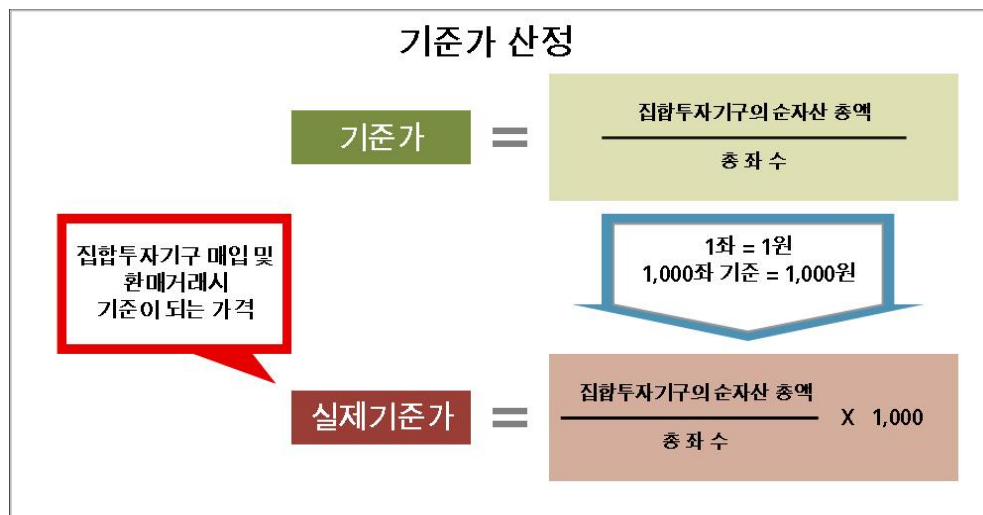 기준가 산정
기준가
=
집합투자기구의 순자산 총액
총 좌 수
집합투자기구 매입 및
환매거래시
기준이 되는 가격
1좌 = 1원
1,000좌 기준 = 1,000원
실제기준가
=
집합투자기구의 순자산 총액
총 좌 수
X 1,000